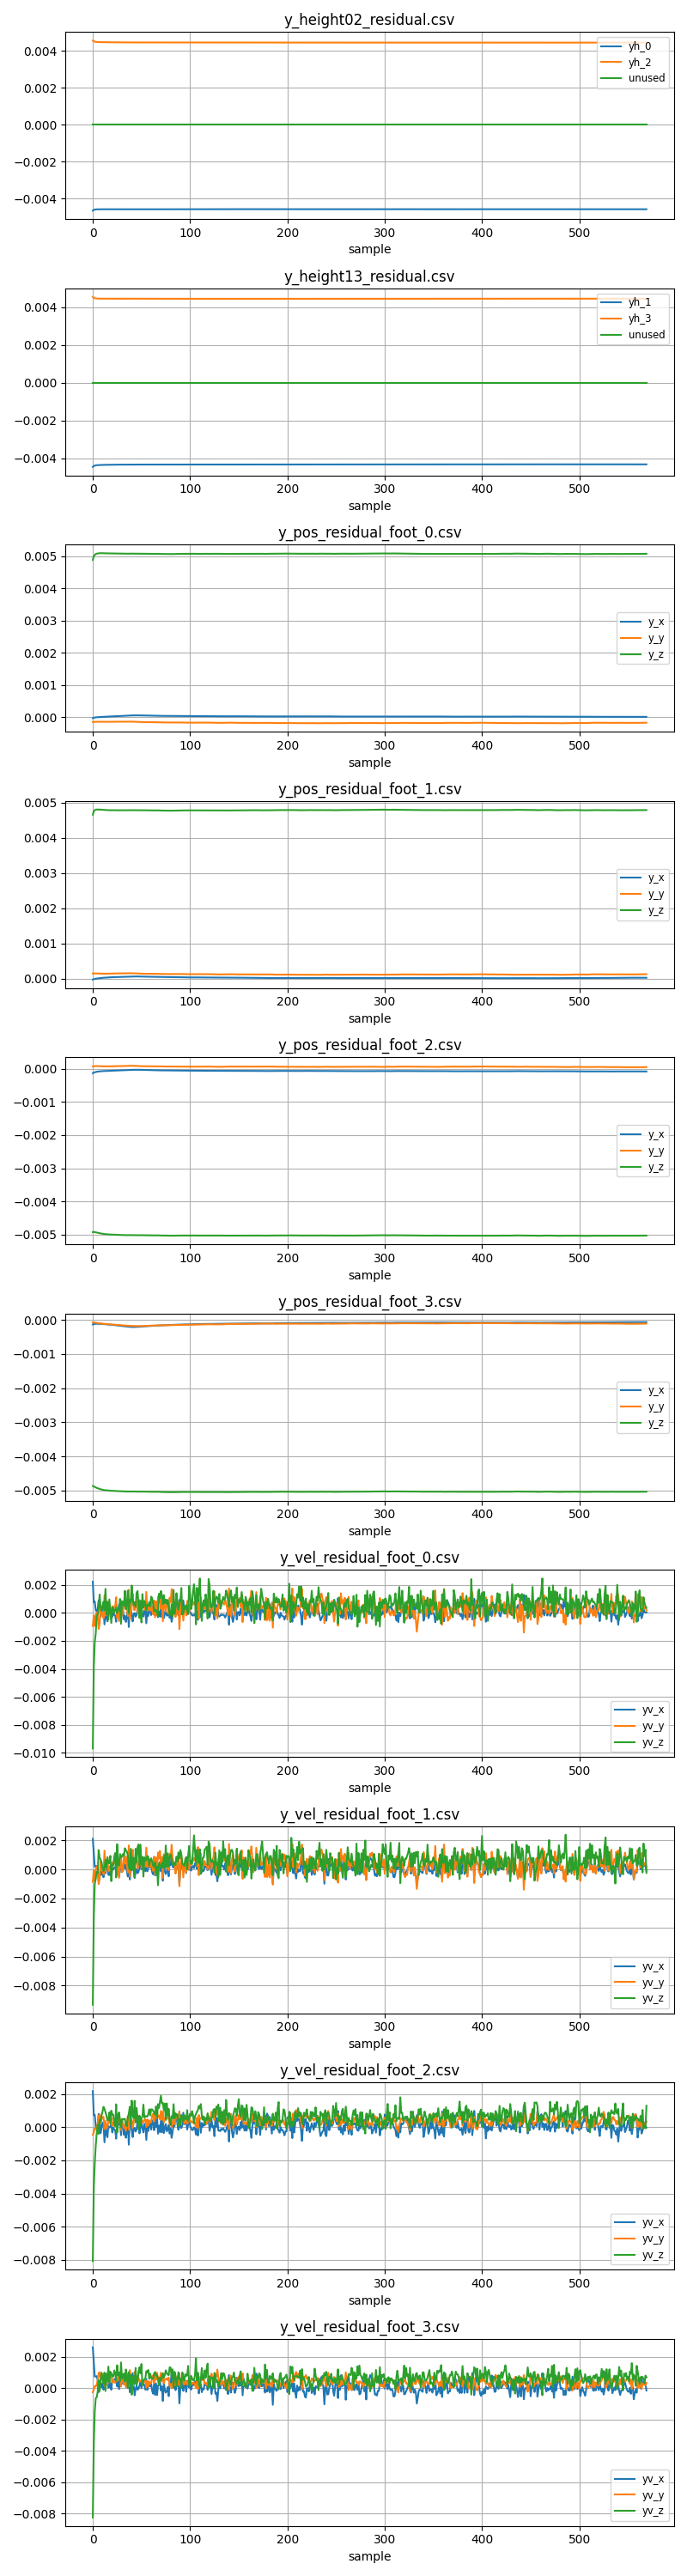 y_height02_residual.csv
0.004
0.002
0.000
−0.002
−0.004
yh_0
yh_2
unused
0 100 200 300 400 500
sample
y_height13_residual.csv
0.004
0.002
0.000
−0.002
−0.004
yh_1
yh_3
unused
0 100 200 300 400 500
sample
y_pos_residual_foot_0.csv
0.005
0.004
0.003
0.002
0.001
0.000
y_x
y_y
y_z
0 100 200 300 400 500
sample
y_pos_residual_foot_1.csv
0.005
0.004
0.003
0.002
0.001
0.000
y_x
y_y
y_z
0 100 200 300 400 500
sample
y_pos_residual_foot_2.csv
0.000
−0.001
−0.002
−0.003
−0.004
−0.005
y_x
y_y
y_z
0 100 200 300 400 500
sample
y_pos_residual_foot_3.csv
0.000
−0.001
−0.002
−0.003
−0.004
−0.005
y_x
y_y
y_z
0 100 200 300 400 500
sample
y_vel_residual_foot_0.csv
0.002
0.000
−0.002
−0.004
−0.006
−0.008
−0.010
yv_x
yv_y
yv_z
0 100 200 300 400 500
sample
y_vel_residual_foot_1.csv
0.002
0.000
−0.002
−0.004
−0.006
−0.008
yv_x
yv_y
yv_z
0 100 200 300 400 500
sample
y_vel_residual_foot_2.csv
0.002
0.000
−0.002
−0.004
−0.006
−0.008
yv_x
yv_y
yv_z
0 100 200 300 400 500
sample
y_vel_residual_foot_3.csv
0.002
0.000
−0.002
−0.004
−0.006
−0.008
yv_x
yv_y
yv_z
0 100 200 300 400 500
sample